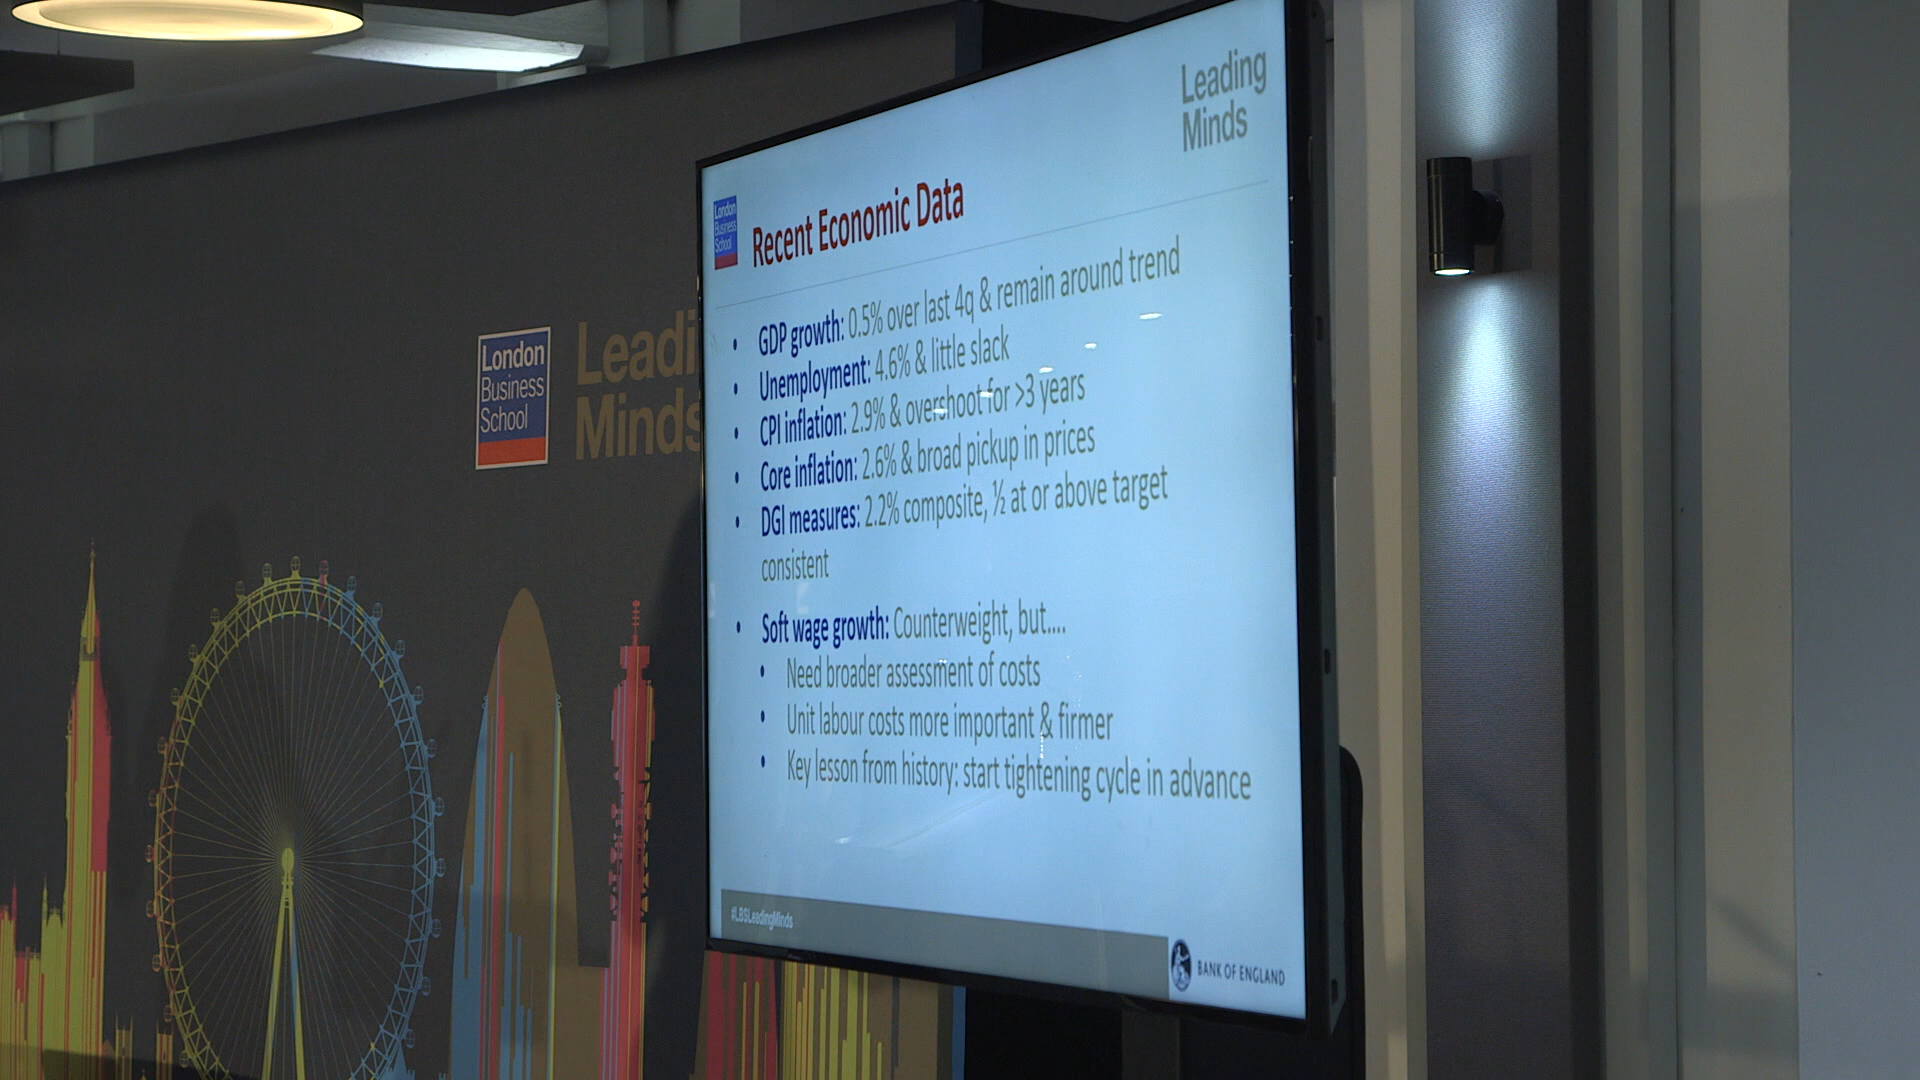 Leading
Minds
London
Business
School
Recent Economic Data
• GDP growth: 0.5% over last 4q & remain around trend
• Unemployment: 4.6% & little slack
• CPI inflation: 2.9% & overshoot for >3 years
• Core inflation: 2.6% & broad pickup in prices
• DGI measures: 2.2% composite, ½ at or above target
consistent
• Soft wage growth: Counterweight, but....
• Need broader assessment of costs
• Unit labour costs more important & firmer
• Key lesson from history: start tightening cycle in advance
#LBSLeadingMinds
BANK OF ENGLAND
London
Business
School
Leadi
Minds